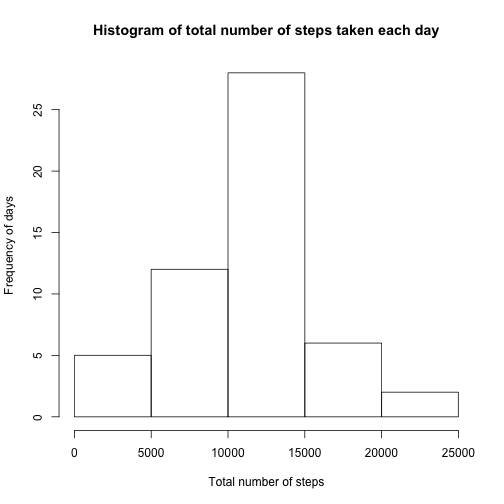 Histogram of total number of steps taken each day
Frequency of days
25
20
15
10
5
0
0 5000 10000 15000 20000 25000
Total number of steps